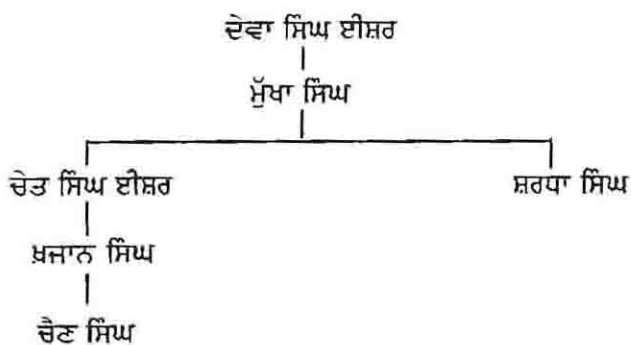 ਦੇਵਾ ਸਿੰਘ ਈਸ਼ਰ
ਮੁੱਖਾ ਸਿੰਘ
ਚੇਤ ਸਿੰਘ ਈਸ਼ਰ ਸ਼ਰਧਾ ਸਿੰਘ
ਖ਼ਜਾਨ ਸਿੰਘ
ਚੈਣ ਸਿੰਘ